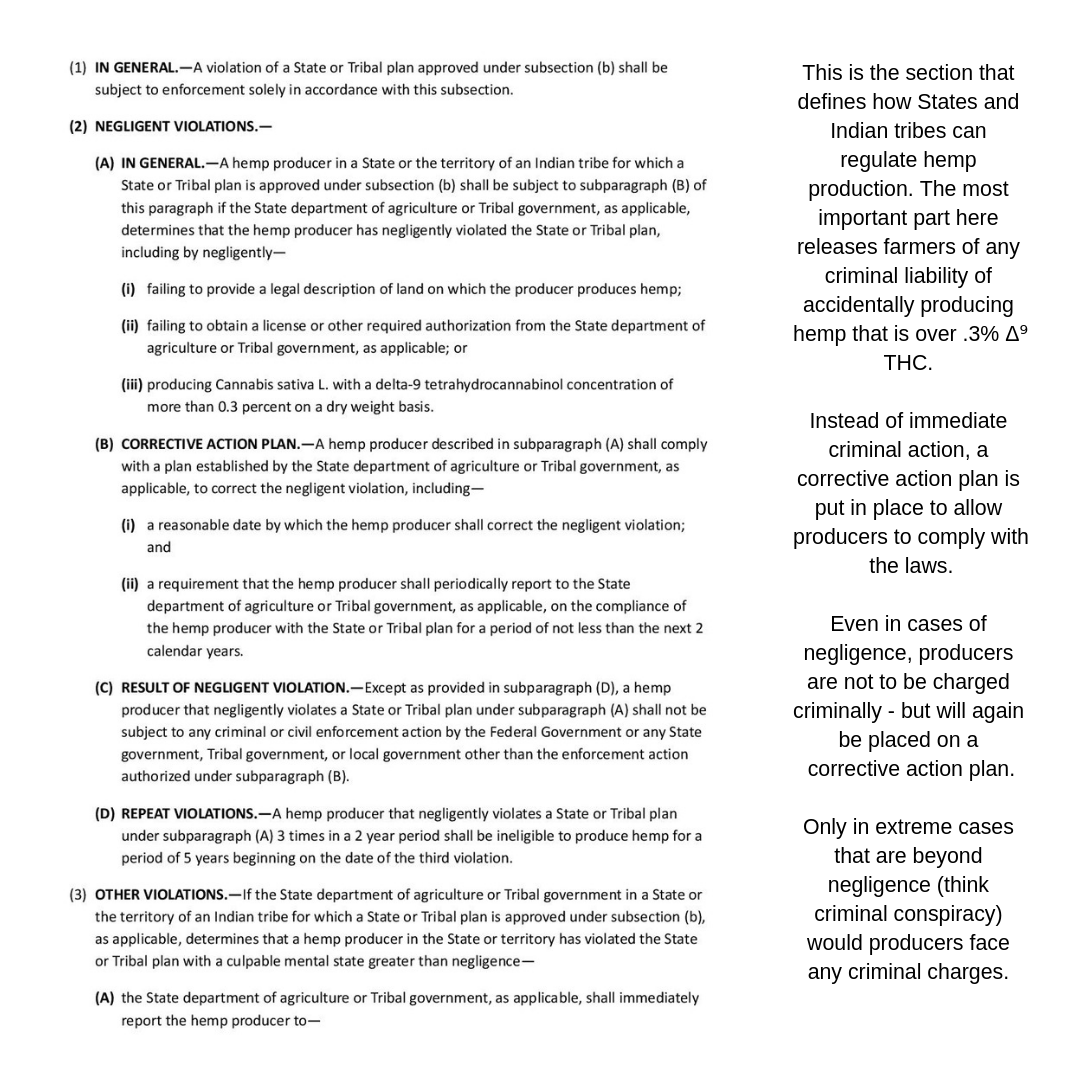 (1) IN GENERAL.—A violation of a State or Tribal plan approved under subsection (b) shall be
subject to enforcement solely in accordance with this subsection.
(2) NEGLIGENT VIOLATIONS.—
(A) IN GENERAL.—A hemp producer in a State or the territory of an Indian tribe for which a
State or Tribal plan is approved under subsection (b) shall be subject to subparagraph (B) of
this paragraph if the State department of agriculture or Tribal government, as applicable,
determines that the hemp producer has negligently violated the State or Tribal plan,
including by negligently—
(i) failing to provide a legal description of land on which the producer produces hemp;
(ii) failing to obtain a license or other required authorization from the State department of
agriculture or Tribal government, as applicable; or
(iii) producing Cannabis sativa L. with a delta-9 tetrahydrocannabinol concentration of
more than 0.3 percent on a dry weight basis.
(B) CORRECTIVE ACTION PLAN.—A hemp producer described in subparagraph (A) shall comply
with a plan established by the State department of agriculture or Tribal government, as
applicable, to correct the negligent violation, including—
(i) a reasonable date by which the hemp producer shall correct the negligent violation;
and
(ii) a requirement that the hemp producer shall periodically report to the State
department of agriculture or Tribal government, as applicable, on the compliance of
the hemp producer with the State or Tribal plan for a period of not less than the next 2
calendar years.
(C) RESULT OF NEGLIGENT VIOLATION.—Except as provided in subparagraph (D), a hemp
producer that negligently violates a State or Tribal plan under subparagraph (A) shall not be
subject to any criminal or civil enforcement action by the Federal Government or any State
government, Tribal government, or local government other than the enforcement action
authorized under subparagraph (B).
(D) REPEAT VIOLATIONS.—A hemp producer that negligently violates a State or Tribal plan
under subparagraph (A) 3 times in a 2 year period shall be ineligible to produce hemp for a
period of 5 years beginning on the date of the third violation.
(3) OTHER VIOLATIONS.—If the State department of agriculture or Tribal government in a State or
the territory of an Indian tribe for which a State or Tribal plan is approved under subsection (b),
as applicable, determines that a hemp producer in the State or territory has violated the State
or Tribal plan with a culpable mental state greater than negligence—
(A) the State department of agriculture or Tribal government, as applicable, shall immediately
report the hemp producer to—
This is the section that
defines how States and
Indian tribes can
regulate hemp
production. The most
important part here
releases farmers of any
criminal liability of
accidentally producing
hemp that is over .3% Δ⁹
THC.
Instead of immediate
criminal action, a
corrective action plan is
put in place to allow
producers to comply with
the laws.
Even in cases of
negligence, producers
are not to be charged
criminally - but will again
be placed on a
corrective action plan.
Only in extreme cases
that are beyond
negligence (think
criminal conspiracy)
would producers face
any criminal charges.